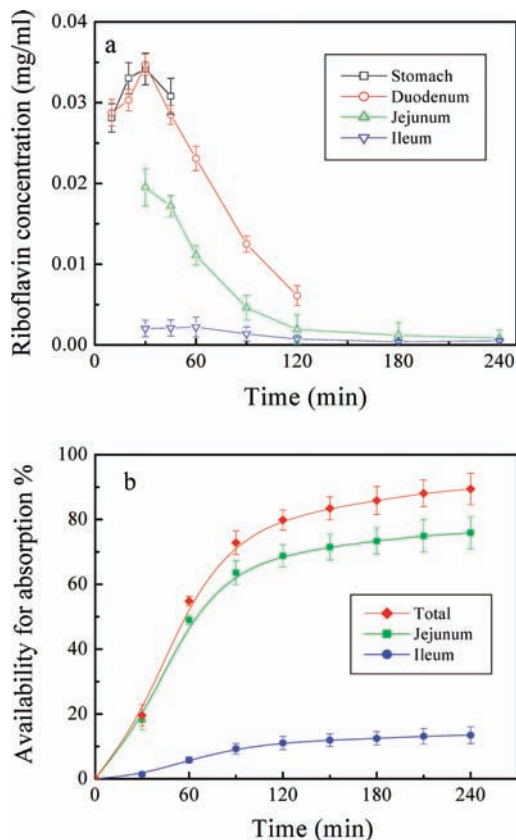 a
Riboflavin concentration (mg/ml)
0.04
0.03
0.02
0.01
0.00
Stomach
Duodenum
Jejunum
Ileum
0 60 120 180 240
Time (min)
b
Availability for absorption %
100
80
60
40
20
0
Total
Jejunum
Ileum
0 60 120 180 240
Time (min)